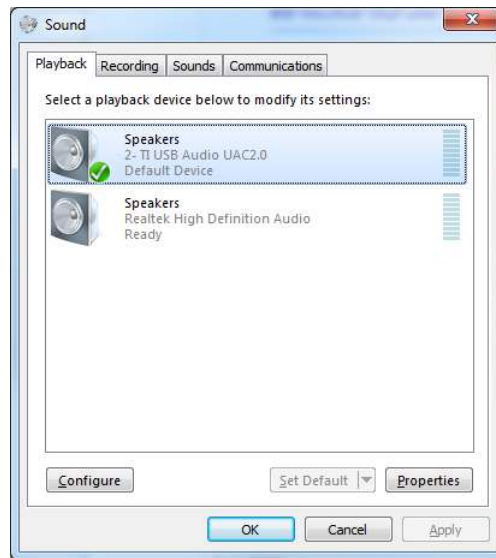 Sound
Playback Recording Sounds Communications
Select a playback device below to modify its settings:
Speakers
2- TI USB Audio UAC2.0
Default Device
Speakers
Realtek High Definition Audio
Ready
Configure Set Default Properties
OK Cancel Apply